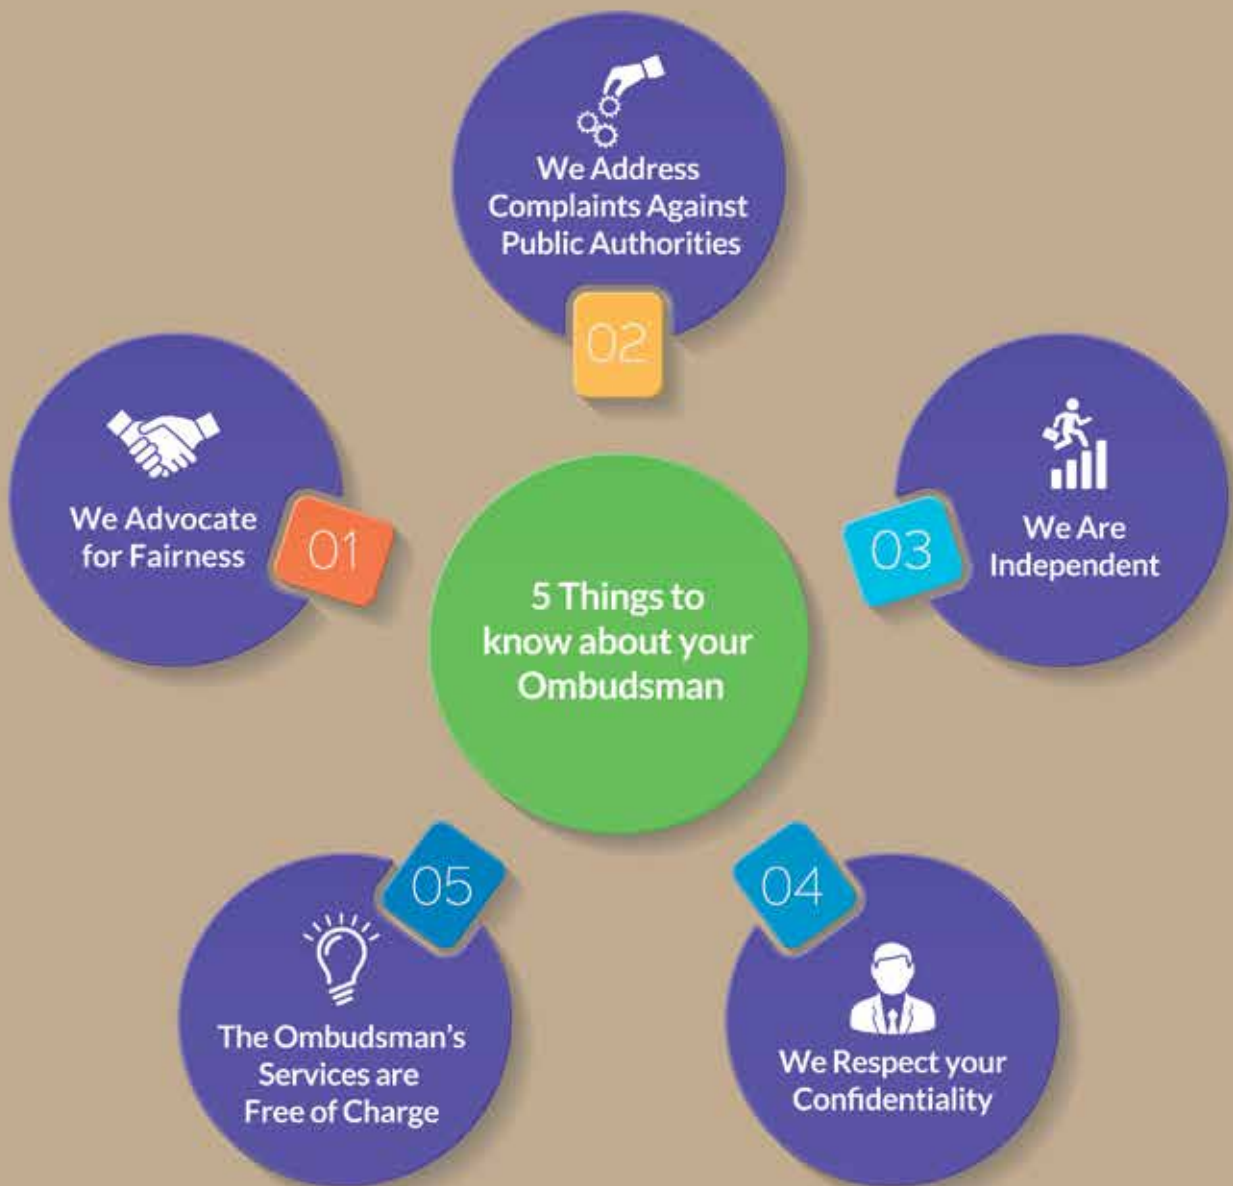 5 Things to
know about your
Ombudsman
01
We Advocate
for Fairness
02
We Address
Complaints Against
Public Authorities
03
We Are
Independent
04
We Respect your
Confidentiality
05
The Ombudsman's
Services are
Free of Charge